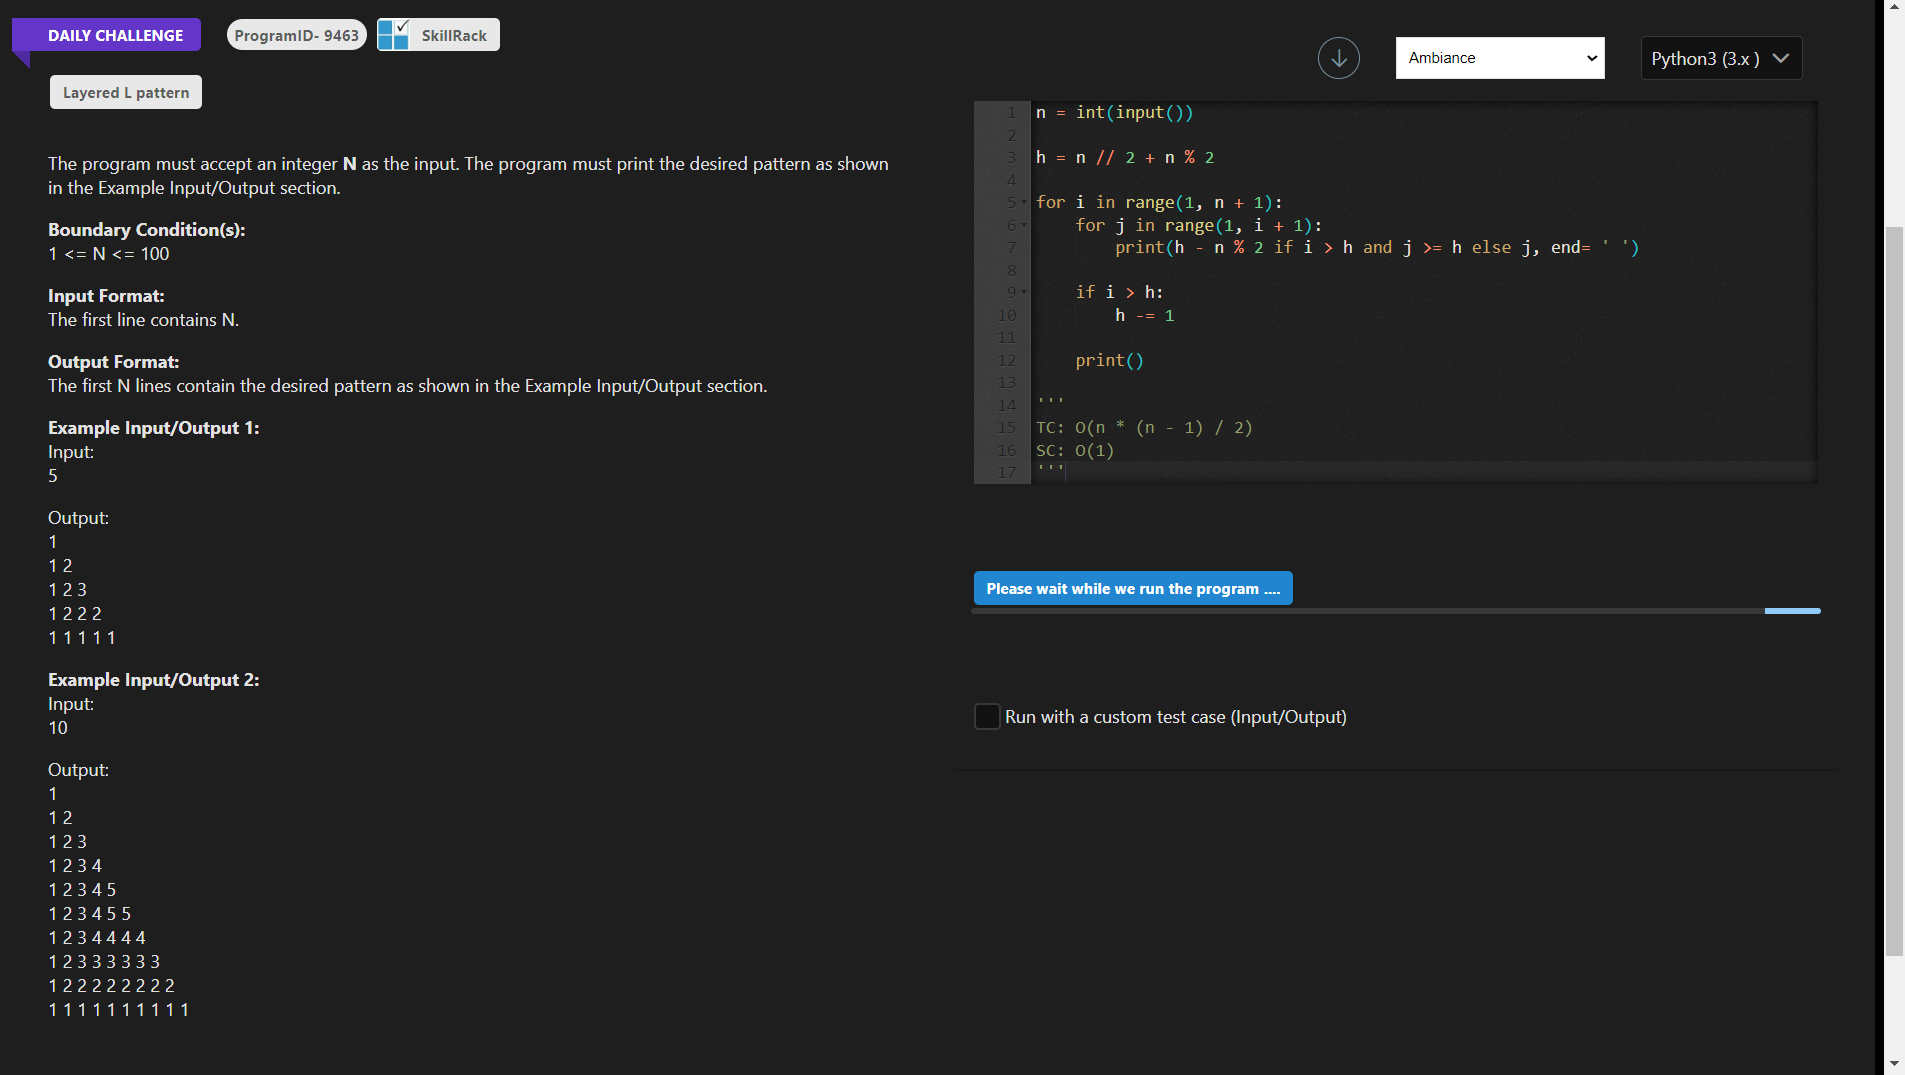 DAILY CHALLENGE
ProgramID- 9463
SkillRack
Layered L pattern
The program must accept an integer N as the input. The program must print the desired pattern as shown
in the Example Input/Output section.
Boundary Condition(s):
1 <= N <= 100
Input Format:
The first line contains N.
Output Format:
The first N lines contain the desired pattern as shown in the Example Input/Output section.
Example Input/Output 1:
Input:
5
Output:
1
1 2
1 2 3
1 2 2 2
1 1 1 1 1
Example Input/Output 2:
Input:
10
Output:
1
1 2
1 2 3
1 2 3 4
1 2 3 4 5
1 2 3 4 5 5
1 2 3 4 4 4 4
1 2 3 3 3 3 3 3
1 2 2 2 2 2 2 2 2
1 1 1 1 1 1 1 1 1 1
Ambiance
Python3 (3.x )
1 n = int(input())
2
3 h = n // 2 + n % 2
4
5 for i in range(1, n + 1):
6     for j in range(1, i + 1):
7         print(h - n % 2 if i > h and j >= h else j, end= ' ')
8
9     if i > h:
10         h -= 1
11
12     print()
13
14 '''
15 TC: O(n * (n - 1) / 2)
16 SC: O(1)
17 '''
Please wait while we run the program ....
Run with a custom test case (Input/Output)